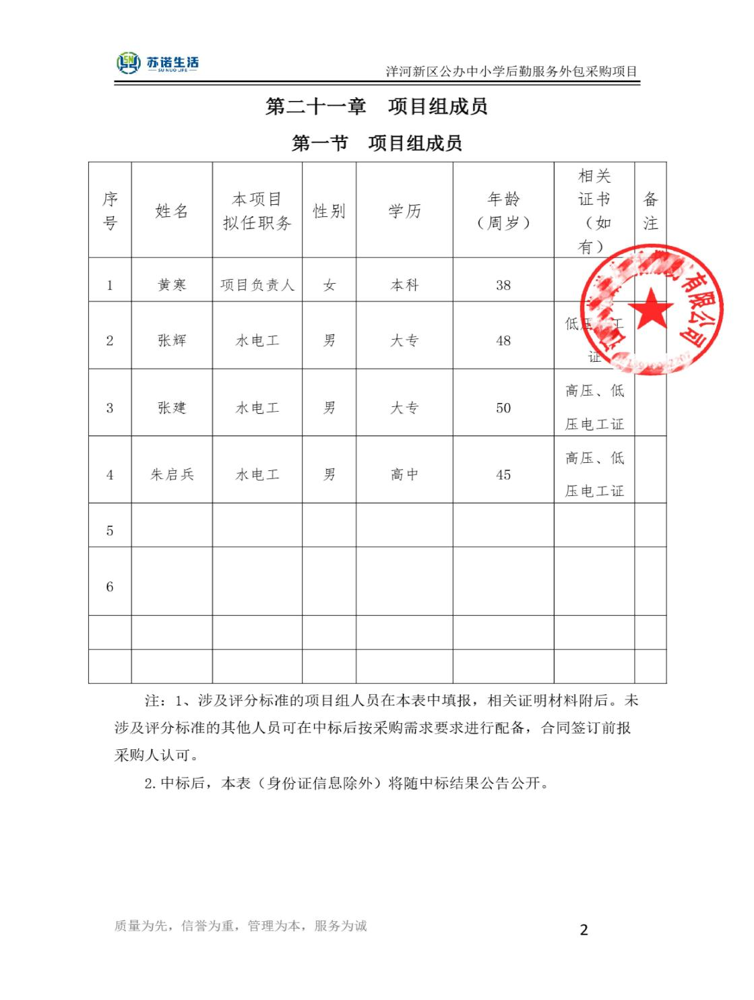 苏诺生活
SU NUO LIFE
洋河新区公办中小学后勤服务外包采购项目
第二十一章 项目组成员
第一节 项目组成员
序号 姓名 本项目拟任职务 性别 学历 年龄（周岁） 相关证书（如有） 备注
1 黄寒 项目负责人 女 本科 38
2 张辉 水电工 男 大专 48 低压 工证
3 张建 水电工 男 大专 50 高压、低压电工证
4 朱启兵 水电工 男 高中 45 高压、低压电工证
5
6
有限公司
注：1、涉及评分标准的项目组人员在本表中填报，相关证明材料附后。未
涉及评分标准的其他人员可在中标后按采购需求要求进行配备，合同签订前报
采购人认可。
2.中标后，本表（身份证信息除外）将随中标结果公告公开。
质量为先，信誉为重，管理为本，服务为诚
2